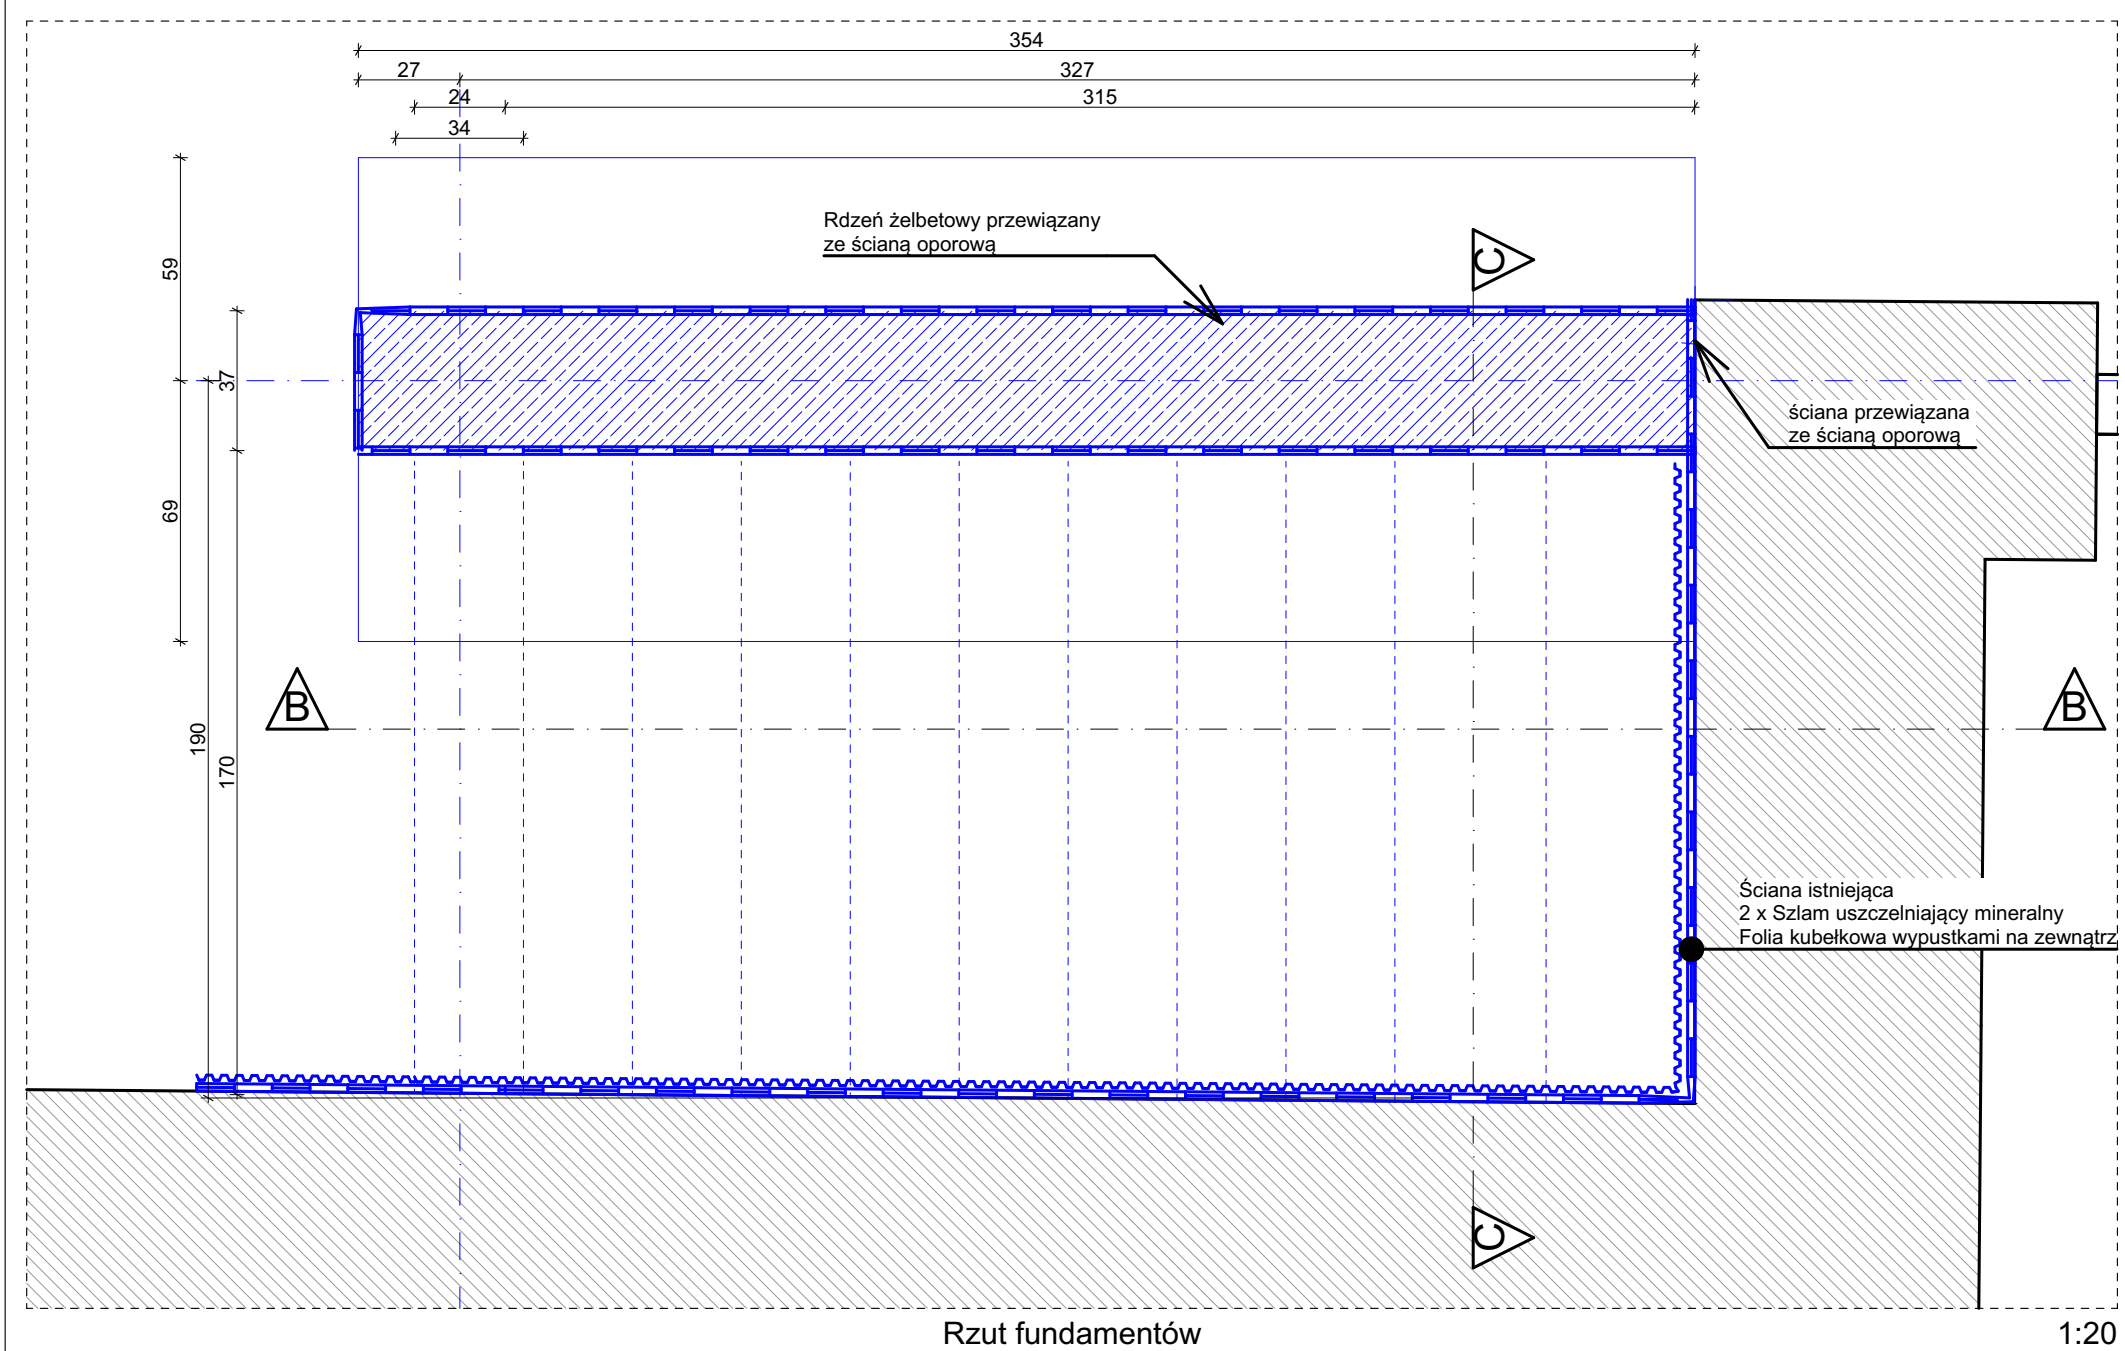 354
27
327
24
315
34
Rdzeń żelbetowy przewiązany
ze ścianą oporową
C
59
37
ściana przewiązana
ze ścianą oporową
69
B
B
190
170
Ściana istniejąca
2 x Szlam uszczelniający mineralny
Folia kubełkowa wypustkami na zewnątrz
C
Rzut fundamentów
1:20